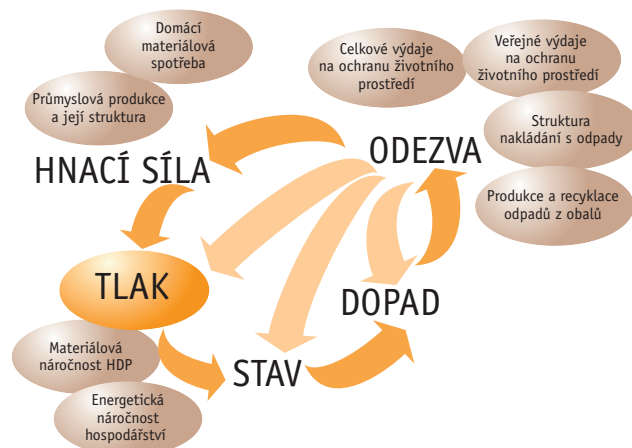 Domácí
materiálová
spotřeba
Průmyslová produkce
a její struktura
HNACÍ SÍLA
Celkové výdaje
na ochranu životního
prostředí
Veřejné výdaje
na ochranu
životního prostředí
Struktura
nakládání s odpady
Produkce a recyklace
odpadů z obalů
ODEZVA
TLAK
DOPAD
Materiálová
náročnost HDP
Energetická
náročnost
hospodářství
STAV